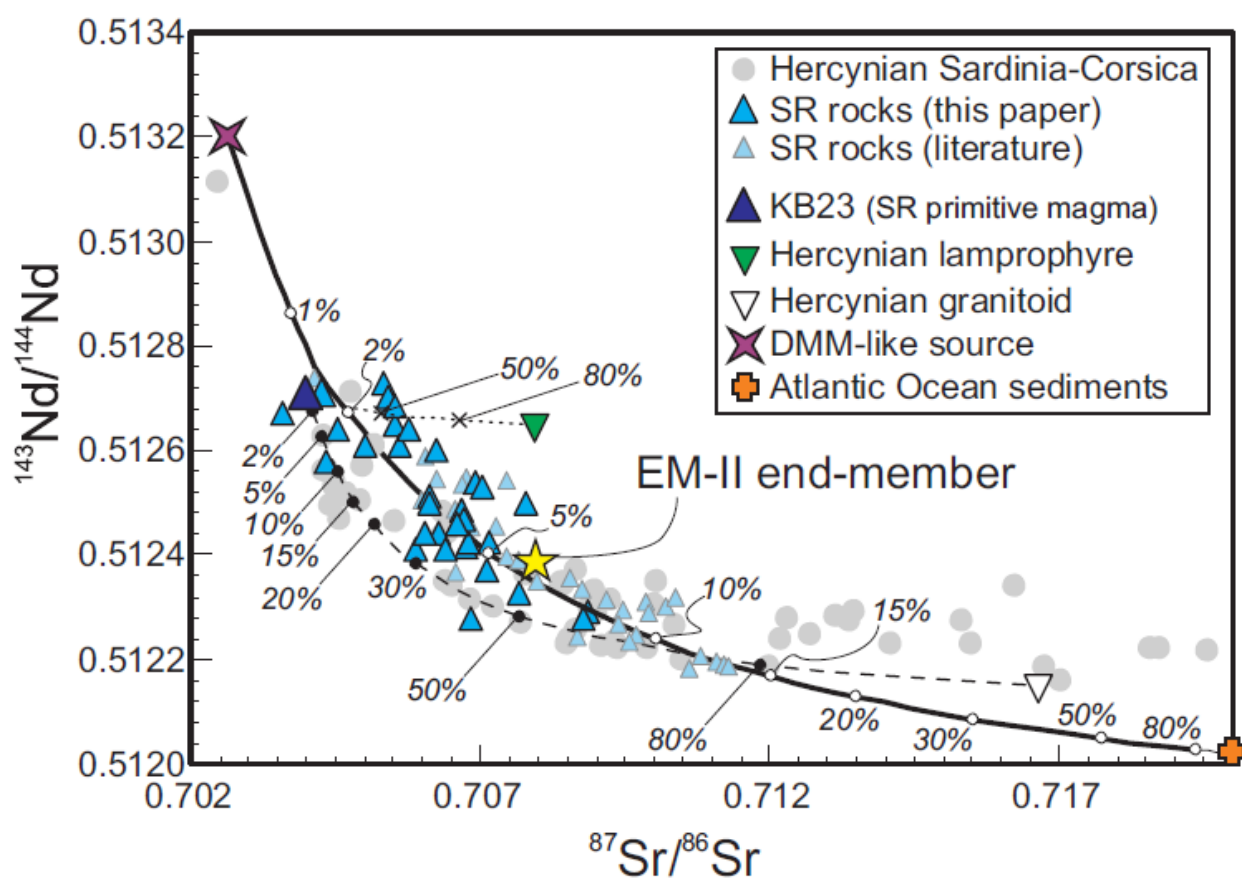 0.5134
0.5132
0.5130
0.5128
0.5126
0.5124
0.5122
0.5120
¹⁴³Nd/¹⁴⁴Nd
Hercynian Sardinia-Corsica
SR rocks (this paper)
SR rocks (literature)
KB23 (SR primitive magma)
Hercynian lamprophyre
Hercynian granitoid
DMM-like source
Atlantic Ocean sediments
1%
2%
50%
80%
2%
5%
10%
15%
20%
30%
50%
80%
EM-II end-member
5%
10%
15%
20%
30%
50%
80%
0.702
0.707
0.712
0.717
⁸⁷Sr/⁸⁶Sr